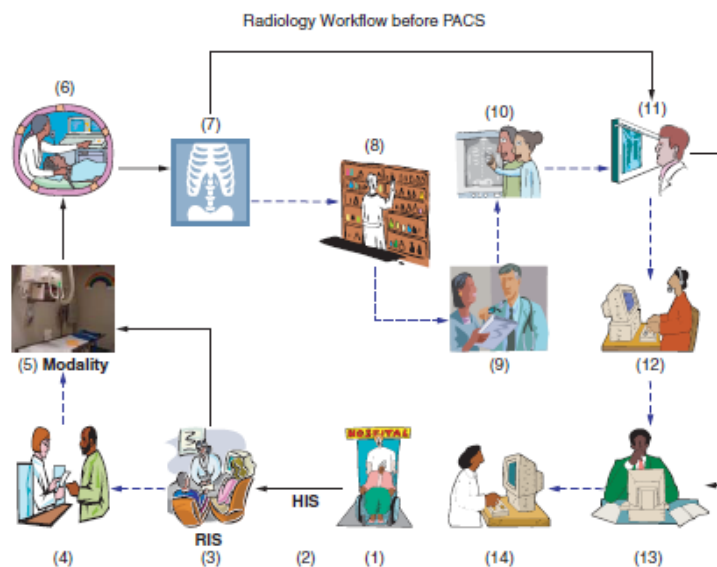 Radiology Workflow before PACS
(6)
(7)
(8)
(10)
(11)
(5) Modality
(9)
(12)
HOSPITAL
HIS
RIS
(4)
(3)
(2)
(1)
(14)
(13)